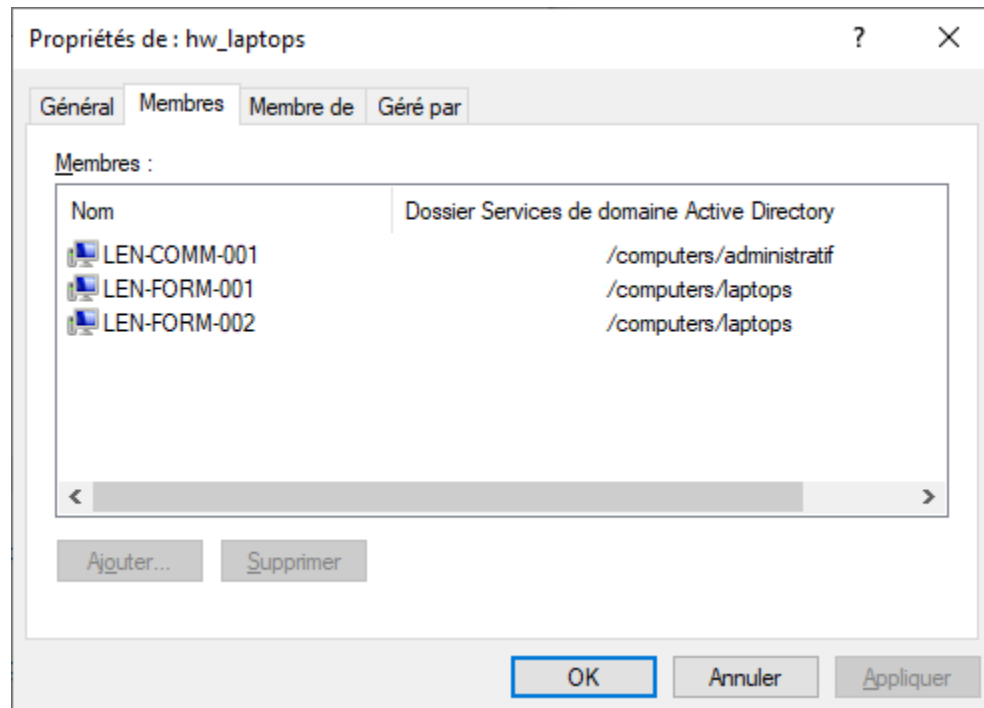 Propriétés de : hw_laptops
Général Membres Membre de Géré par
Membres :
Nom Dossier Services de domaine Active Directory
LEN-COMM-001 /computers/administratif
LEN-FORM-001 /computers/laptops
LEN-FORM-002 /computers/laptops
Ajouter... Supprimer
OK Annuler Appliquer